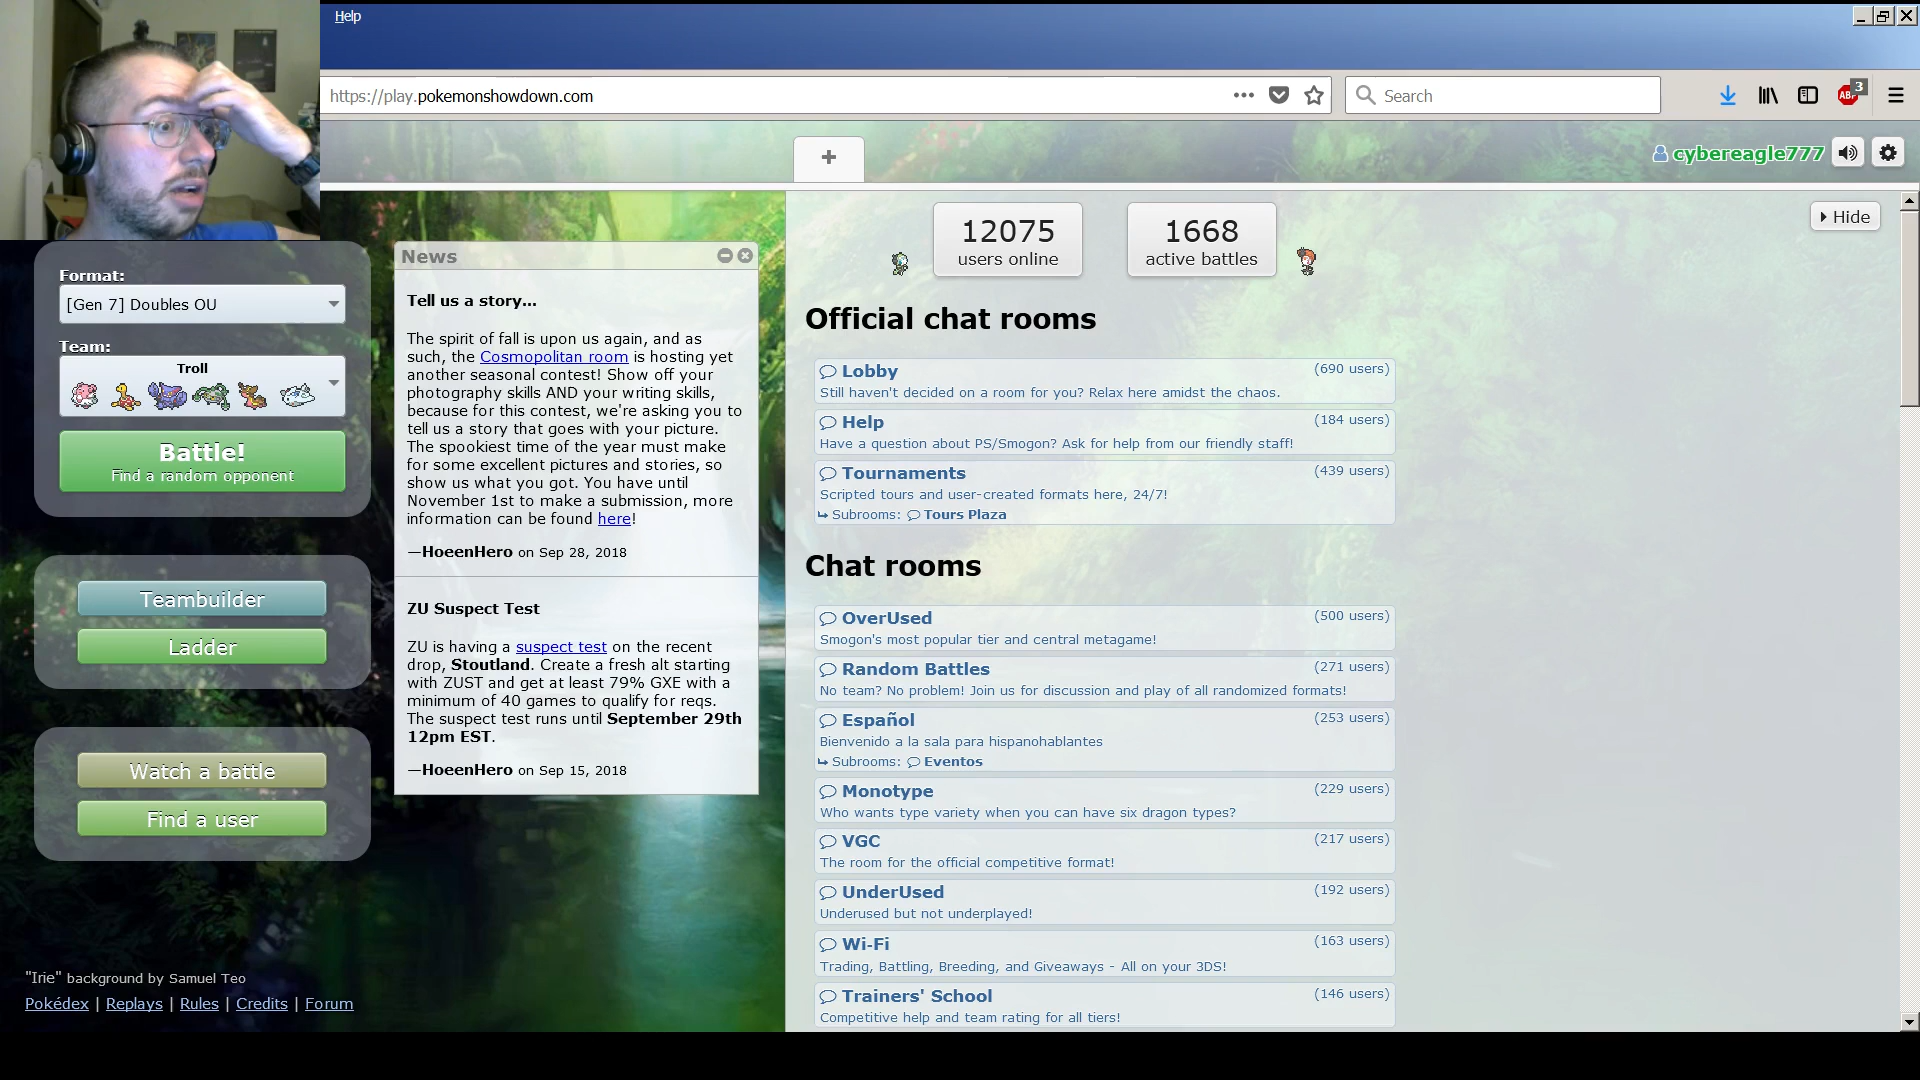 Help
https://play.pokemonshowdown.com
Search
ABP
3
cybereagle777
Format:
[Gen 7] Doubles OU
Team:
Troll
Battle!
Find a random opponent
Teambuilder
Ladder
Watch a battle
Find a user
"Irie" background by Samuel Teo
Pokédex | Replays | Rules | Credits | Forum
News
Tell us a story...
The spirit of fall is upon us again, and as
such, the Cosmopolitan room is hosting yet
another seasonal contest! Show off your
photography skills AND your writing skills,
because for this contest, we're asking you to
tell us a story that goes with your picture.
The spookiest time of the year must make
for some excellent pictures and stories, so
show us what you got. You have until
November 1st to make a submission, more
information can be found here!
—HoeenHero on Sep 28, 2018
ZU Suspect Test
ZU is having a suspect test on the recent
drop, Stoutland. Create a fresh alt starting
with ZUST and get at least 79% GXE with a
minimum of 40 games to qualify for reqs.
The suspect test runs until September 29th
12pm EST.
—HoeenHero on Sep 15, 2018
12075
users online
1668
active battles
Hide
Official chat rooms
Lobby (690 users)
Still haven't decided on a room for you? Relax here amidst the chaos.
Help (184 users)
Have a question about PS/Smogon? Ask for help from our friendly staff!
Tournaments (439 users)
Scripted tours and user-created formats here, 24/7!
Subrooms: Tours Plaza
Chat rooms
OverUsed (500 users)
Smogon's most popular tier and central metagame!
Random Battles (271 users)
No team? No problem! Join us for discussion and play of all randomized formats!
Español (253 users)
Bienvenido a la sala para hispanohablantes
Subrooms: Eventos
Monotype (229 users)
Who wants type variety when you can have six dragon types?
VGC (217 users)
The room for the official competitive format!
UnderUsed (192 users)
Underused but not underplayed!
Wi-Fi (163 users)
Trading, Battling, Breeding, and Giveaways - All on your 3DS!
Trainers' School (146 users)
Competitive help and team rating for all tiers!